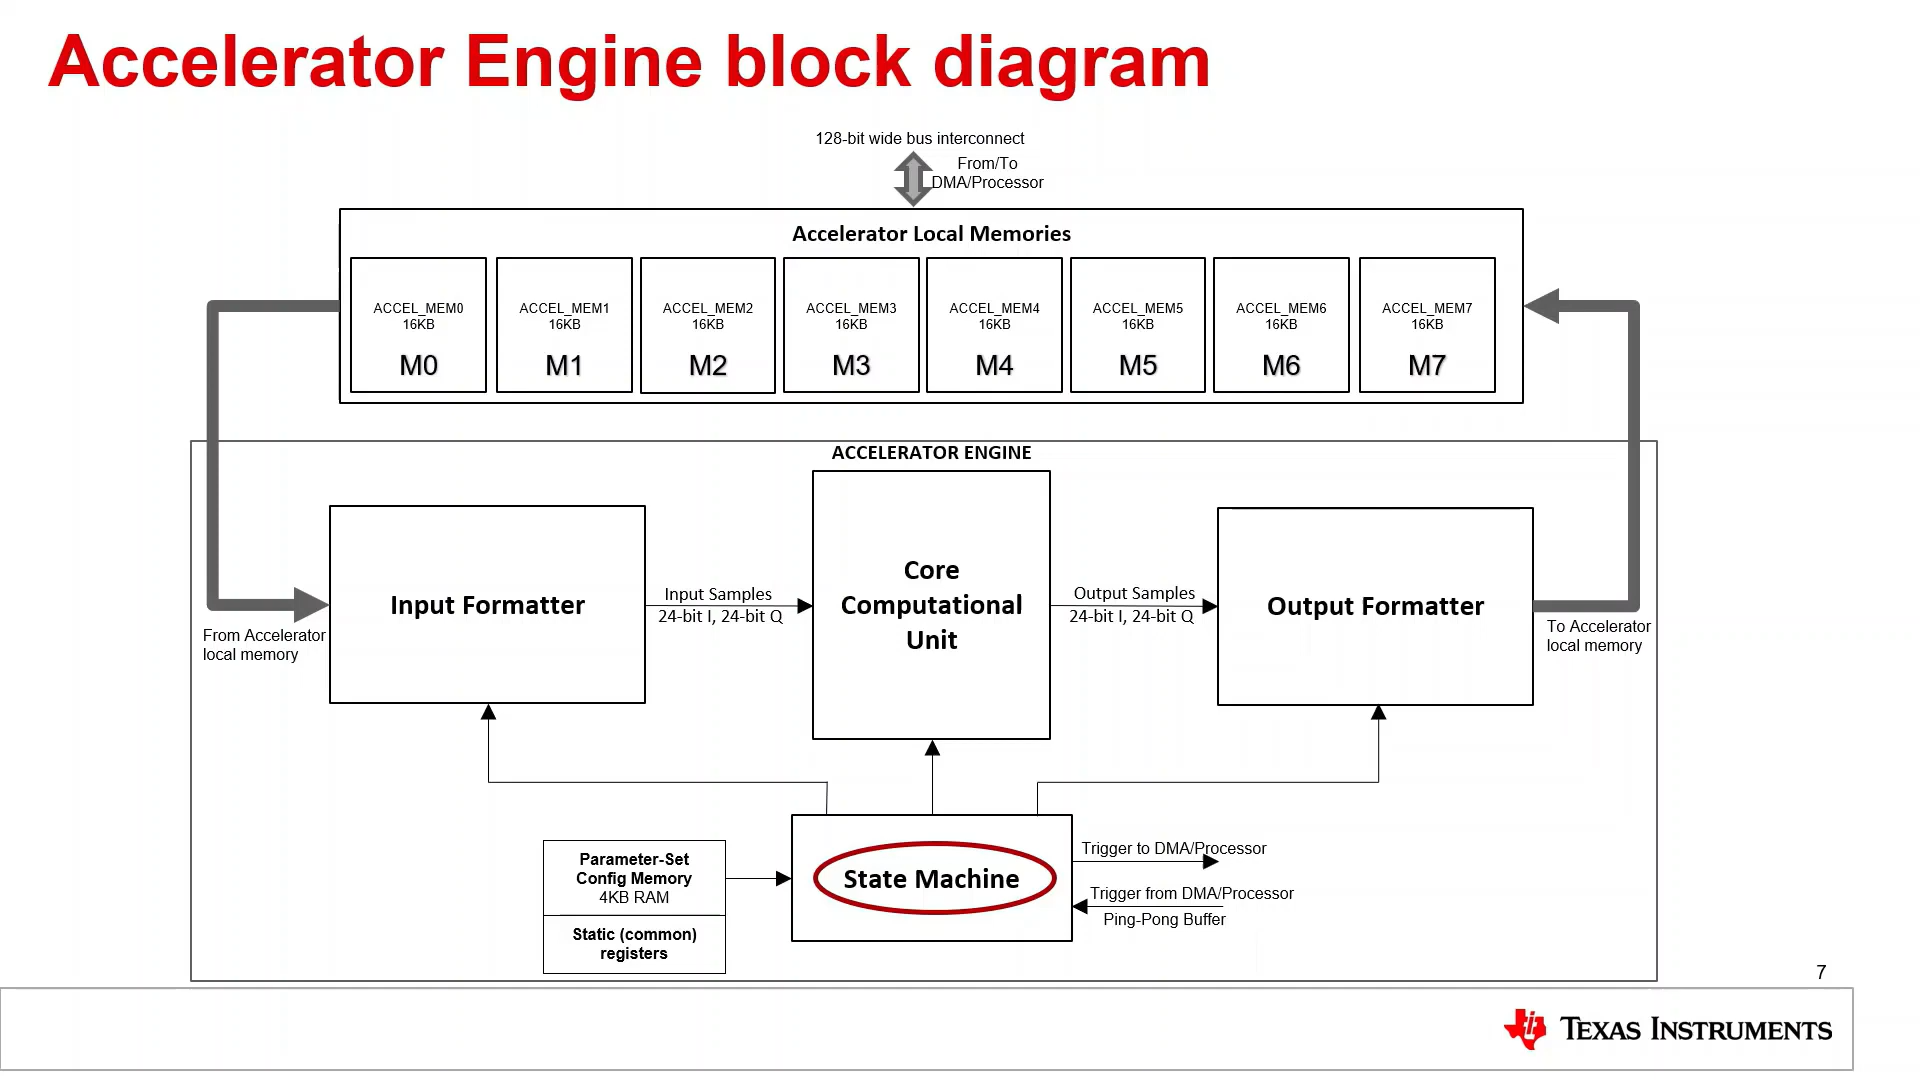 Accelerator Engine block diagram
128-bit wide bus interconnect
From/To
DMA/Processor
Accelerator Local Memories
ACCEL_MEM0
16KB
M0
ACCEL_MEM1
16KB
M1
ACCEL_MEM2
16KB
M2
ACCEL_MEM3
16KB
M3
ACCEL_MEM4
16KB
M4
ACCEL_MEM5
16KB
M5
ACCEL_MEM6
16KB
M6
ACCEL_MEM7
16KB
M7
ACCELERATOR ENGINE
From Accelerator
local memory
Input Formatter
Input Samples
24-bit I, 24-bit Q
Core
Computational
Unit
Output Samples
24-bit I, 24-bit Q
Output Formatter
To Accelerator
local memory
Parameter-Set
Config Memory
4KB RAM
Static (common)
registers
State Machine
Trigger to DMA/Processor
Trigger from DMA/Processor
Ping-Pong Buffer
7
TEXAS INSTRUMENTS